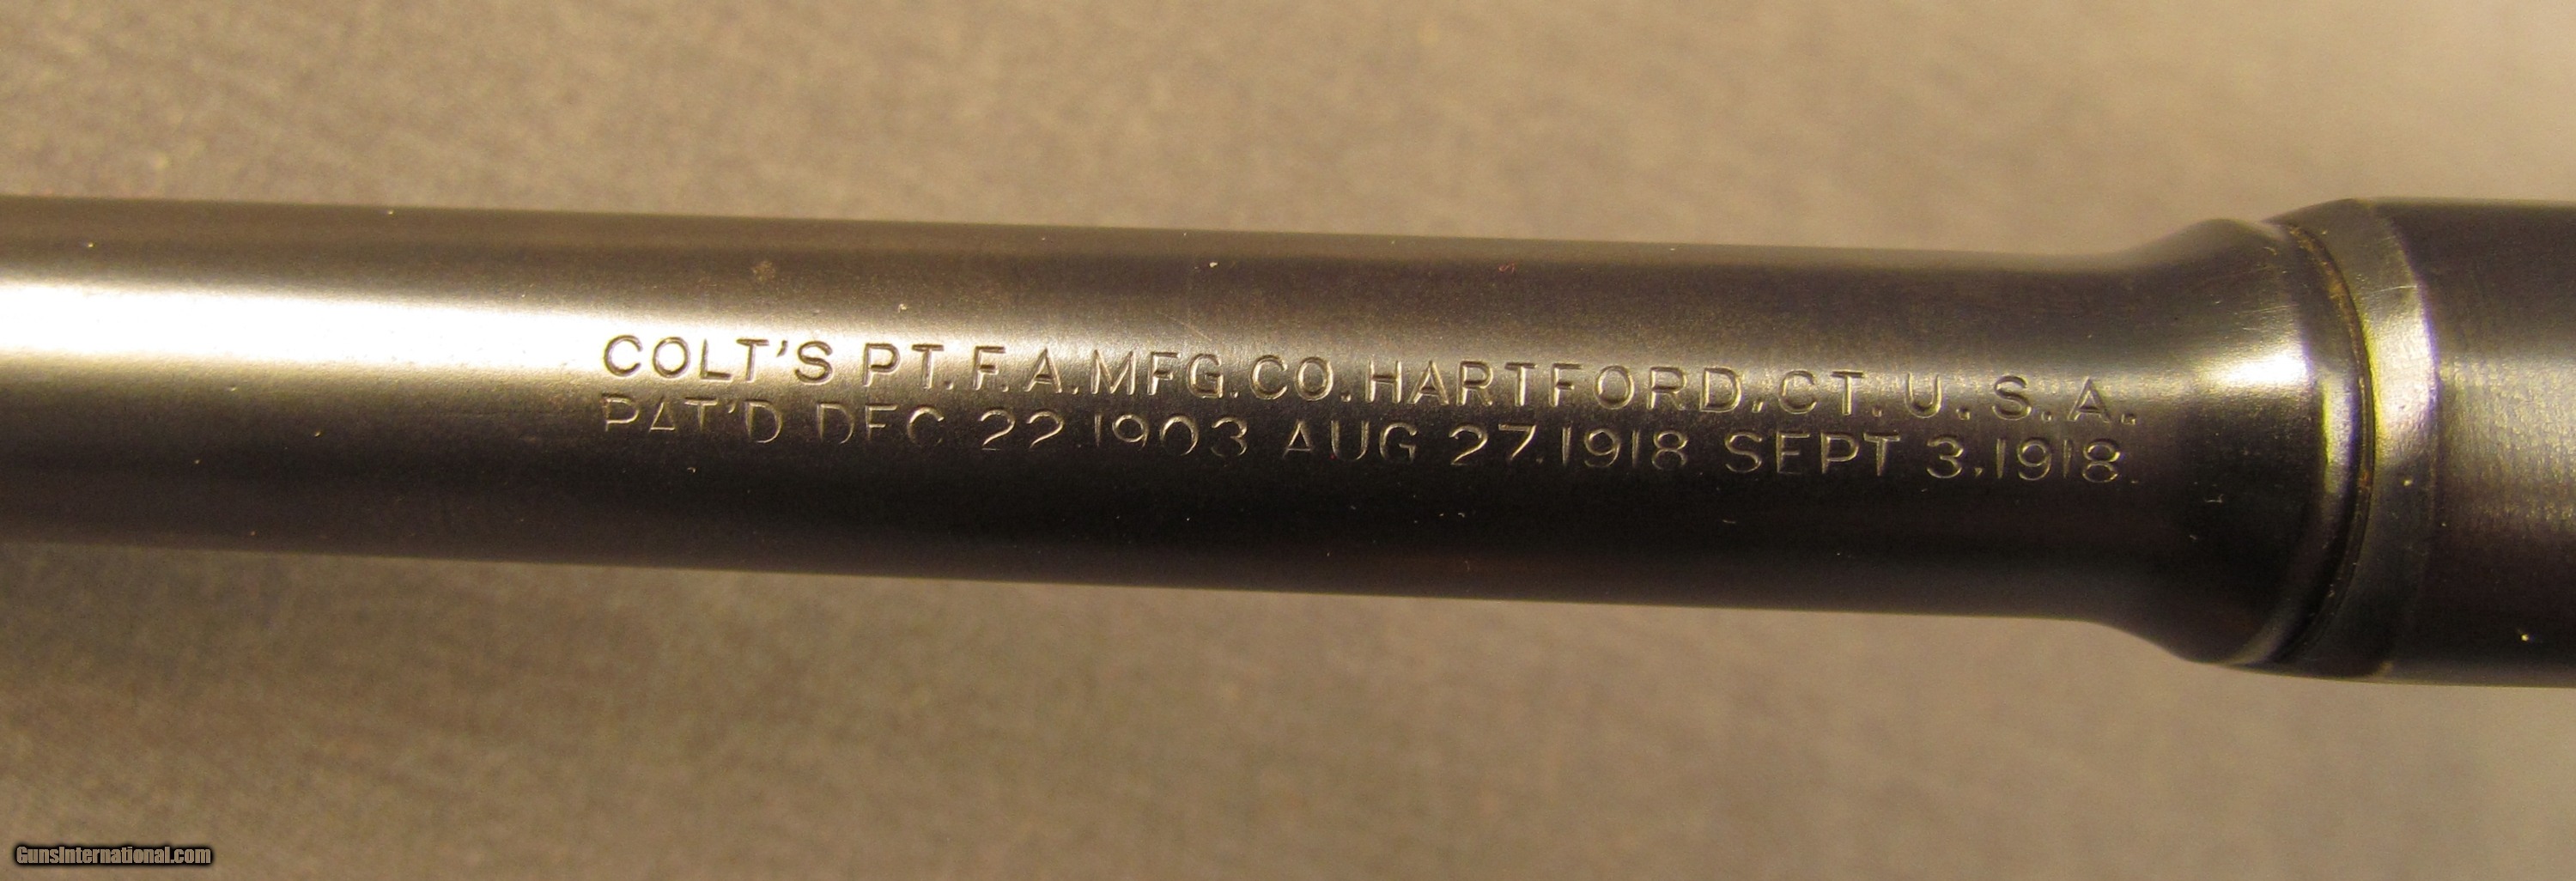 COLT'S PT. F. A. MFG. CO. HARTFORD, CT. U. S. A.
PAT'D DEC 22.1903 AUG 27.1918 SEPT 3.1918.
GunsInternational.com